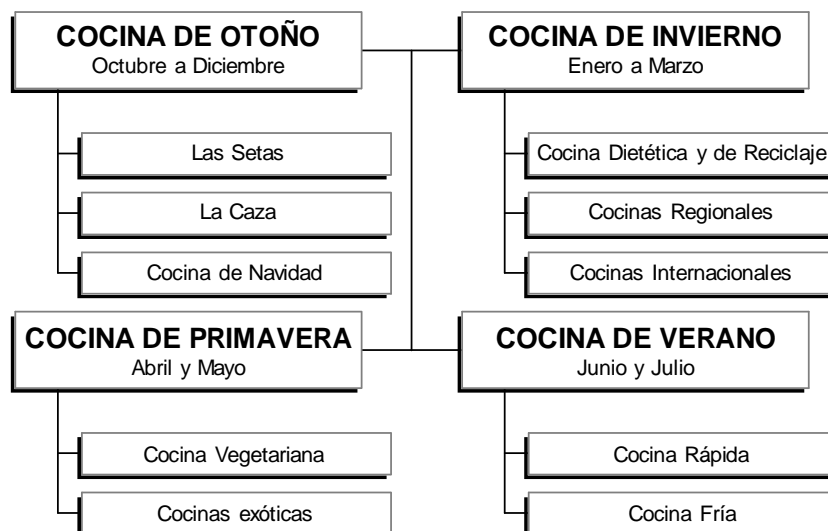 COCINA DE OTOÑO
Octubre a Diciembre
Las Setas
La Caza
Cocina de Navidad
COCINA DE INVIERNO
Enero a Marzo
Cocina Dietética y de Reciclaje
Cocinas Regionales
Cocinas Internacionales
COCINA DE PRIMAVERA
Abril y Mayo
Cocina Vegetariana
Cocinas exóticas
COCINA DE VERANO
Junio y Julio
Cocina Rápida
Cocina Fría